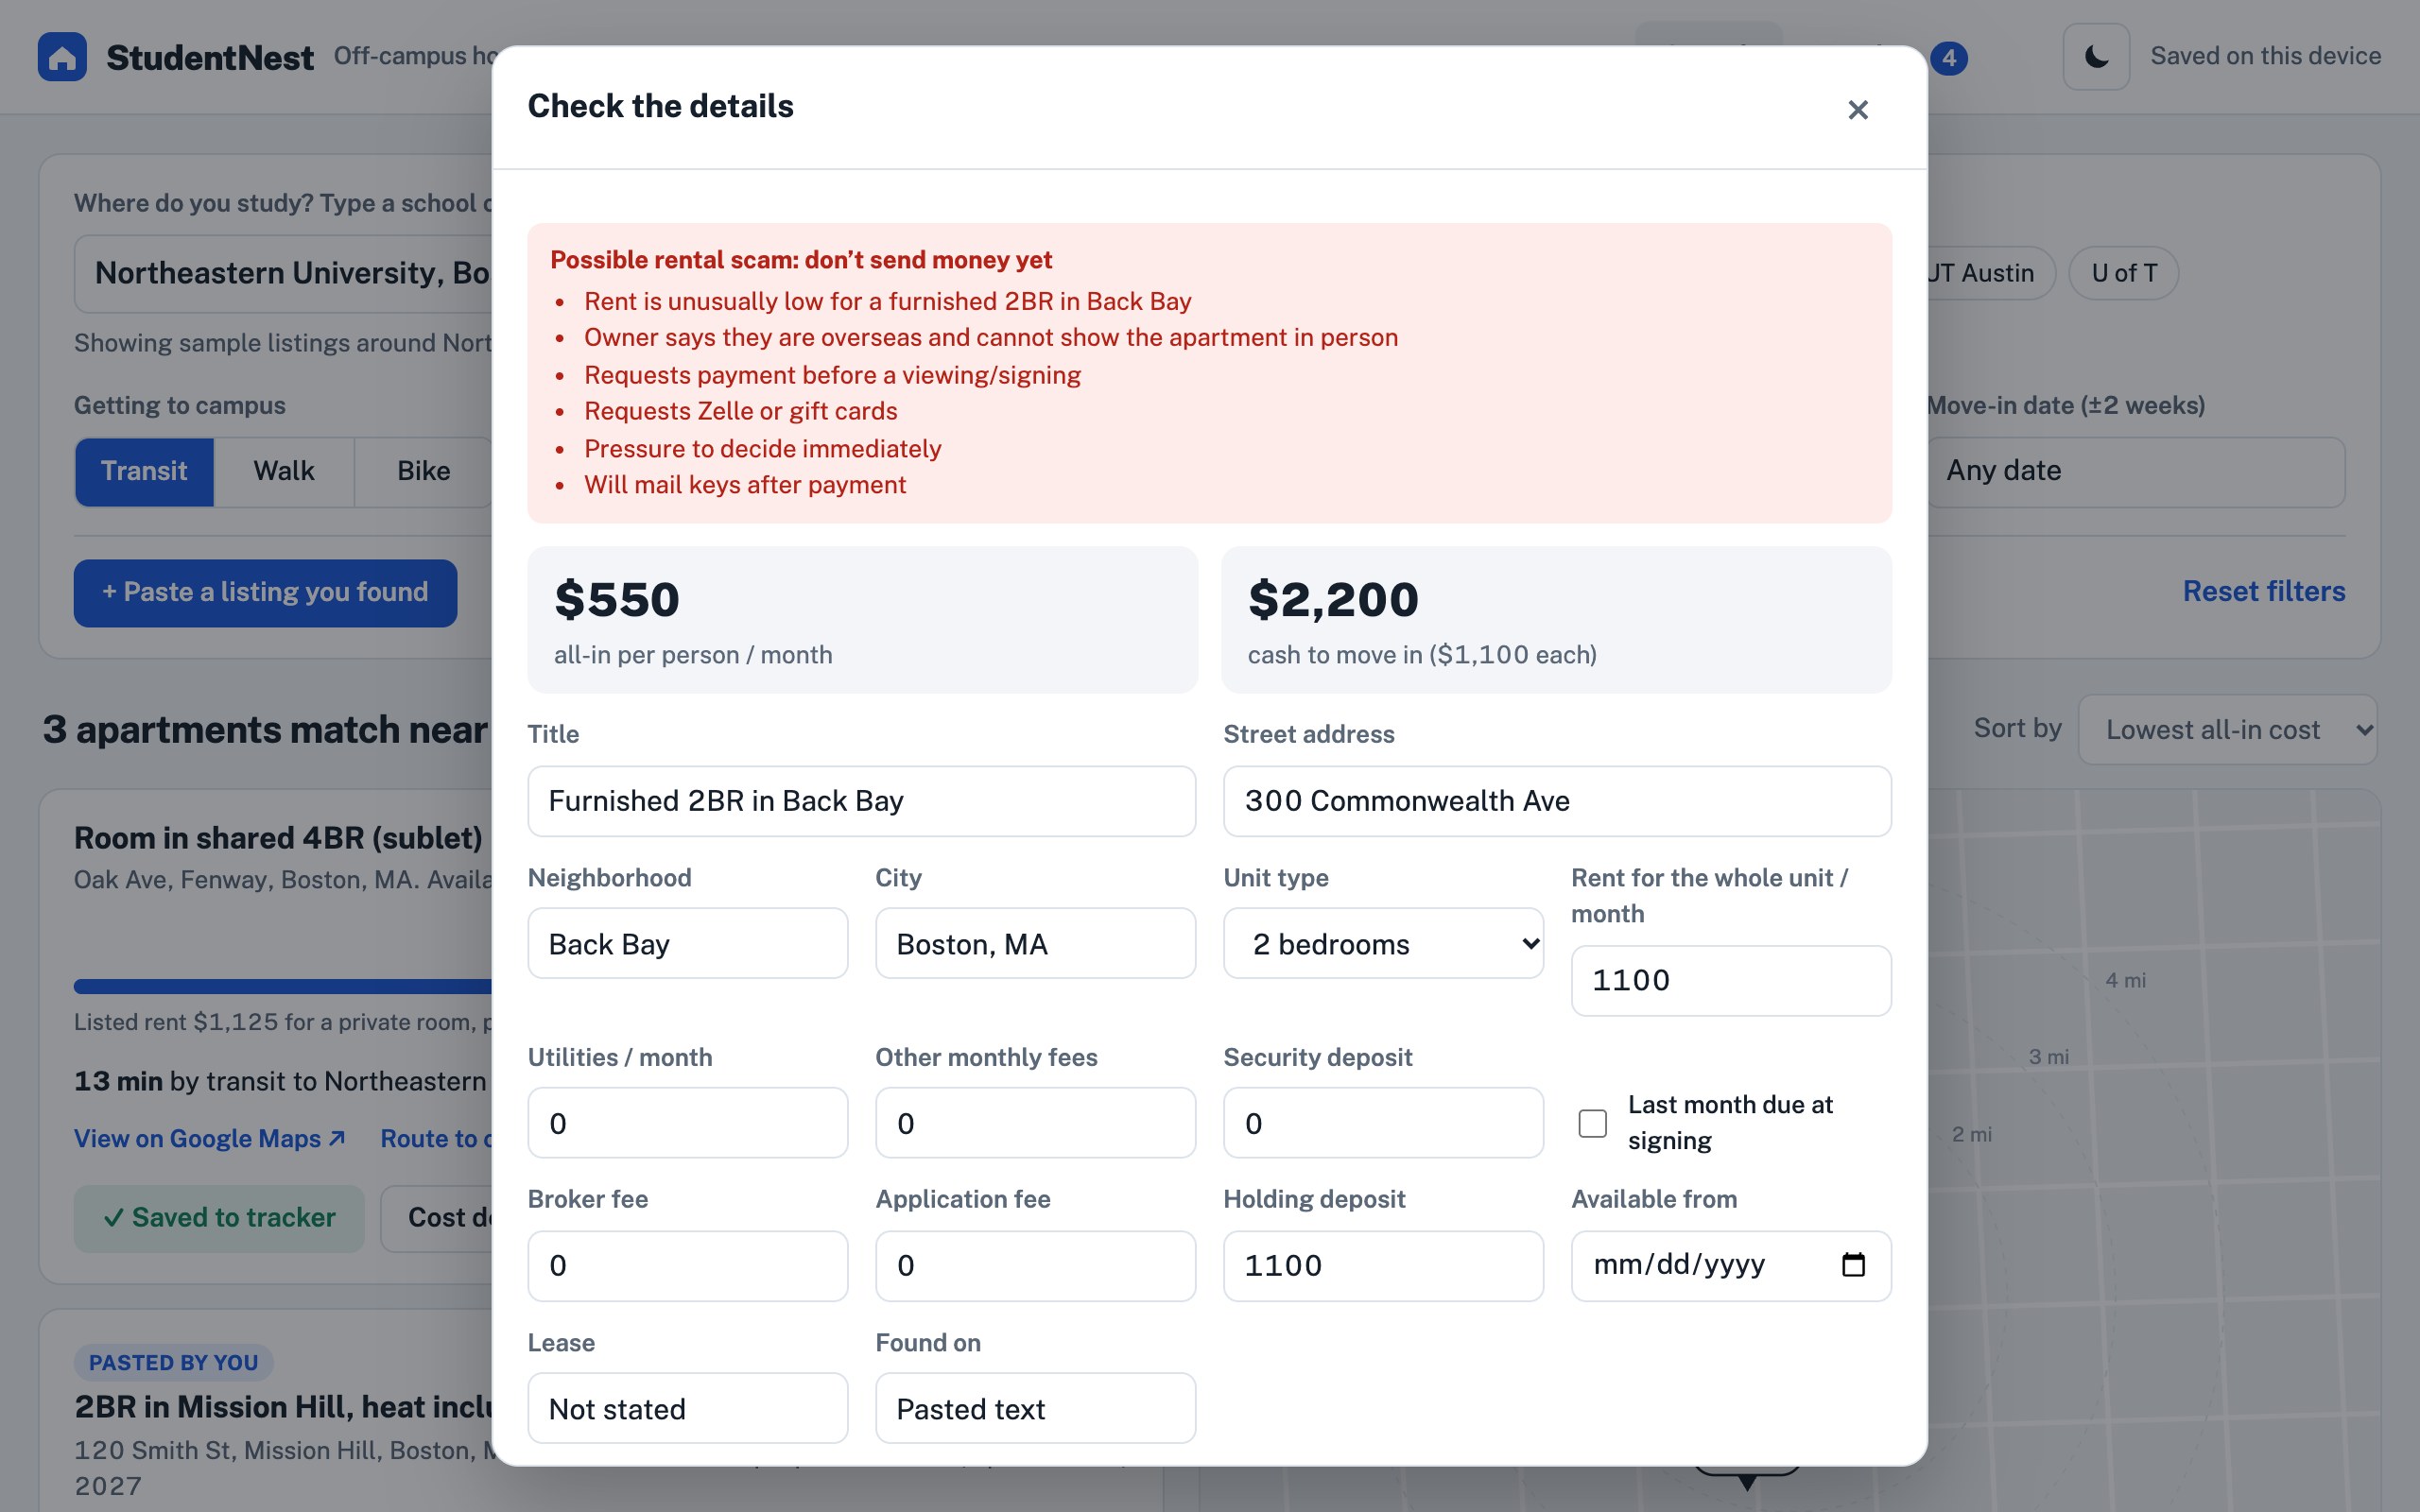 StudentNest
Off-campus ho
4
Saved on this device
Check the details
Where do you study? Type a school o
Northeastern University, Bo
UT Austin
U of T
Showing sample listings around Nort
Getting to campus
Transit
Walk
Bike
Move-in date (±2 weeks)
Any date
+ Paste a listing you found
Reset filters
Possible rental scam: don’t send money yet
• Rent is unusually low for a furnished 2BR in Back Bay
• Owner says they are overseas and cannot show the apartment in person
• Requests payment before a viewing/signing
• Requests Zelle or gift cards
• Pressure to decide immediately
• Will mail keys after payment
$550
all-in per person / month
$2,200
cash to move in ($1,100 each)
3 apartments match near
Sort by
Lowest all-in cost
Title
Furnished 2BR in Back Bay
Street address
300 Commonwealth Ave
Neighborhood
Back Bay
City
Boston, MA
Unit type
2 bedrooms
Rent for the whole unit /
month
1100
Utilities / month
0
Other monthly fees
0
Security deposit
0
Last month due at
signing
Broker fee
0
Application fee
0
Holding deposit
1100
Available from
mm/dd/yyyy
Lease
Not stated
Found on
Pasted text
Room in shared 4BR (sublet)
Oak Ave, Fenway, Boston, MA. Availa
Listed rent $1,125 for a private room, p
13 min by transit to Northeastern
View on Google Maps ↗
Route to c
✓ Saved to tracker
Cost de
PASTED BY YOU
2BR in Mission Hill, heat inclu
120 Smith St, Mission Hill, Boston, M
2027
4 mi
3 mi
2 mi